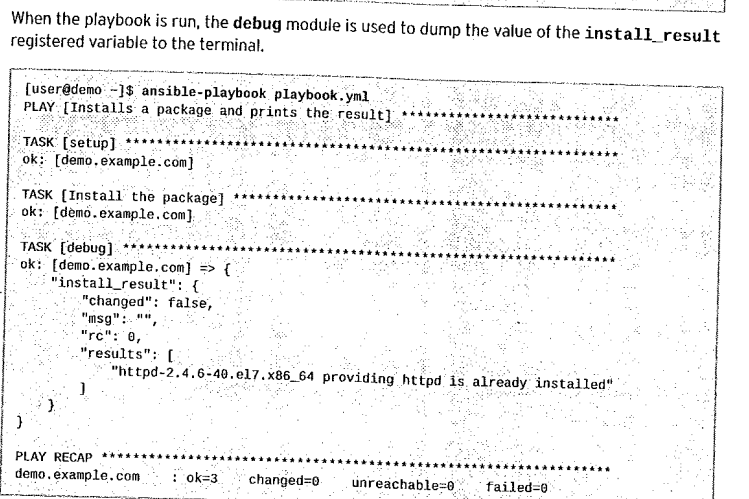 When the playbook is run, the debug module is used to dump the value of the install_result
registered variable to the terminal.
[user@demo ~]$ ansible-playbook playbook.yml
PLAY [Installs a package and prints the result] ****************************
TASK [setup] ***************************************************************
ok: [demo.example.com]
TASK [Install the package] *************************************************
ok: [demo.example.com]
TASK [debug] ***************************************************************
ok: [demo.example.com] => {
    "install_result": {
        "changed": false,
        "msg": "",
        "rc": 0,
        "results": [
            "httpd-2.4.6-40.el7.x86_64 providing httpd is already installed"
        ]
    }
}
PLAY RECAP *****************************************************************
demo.example.com    : ok=3    changed=0    unreachable=0    failed=0